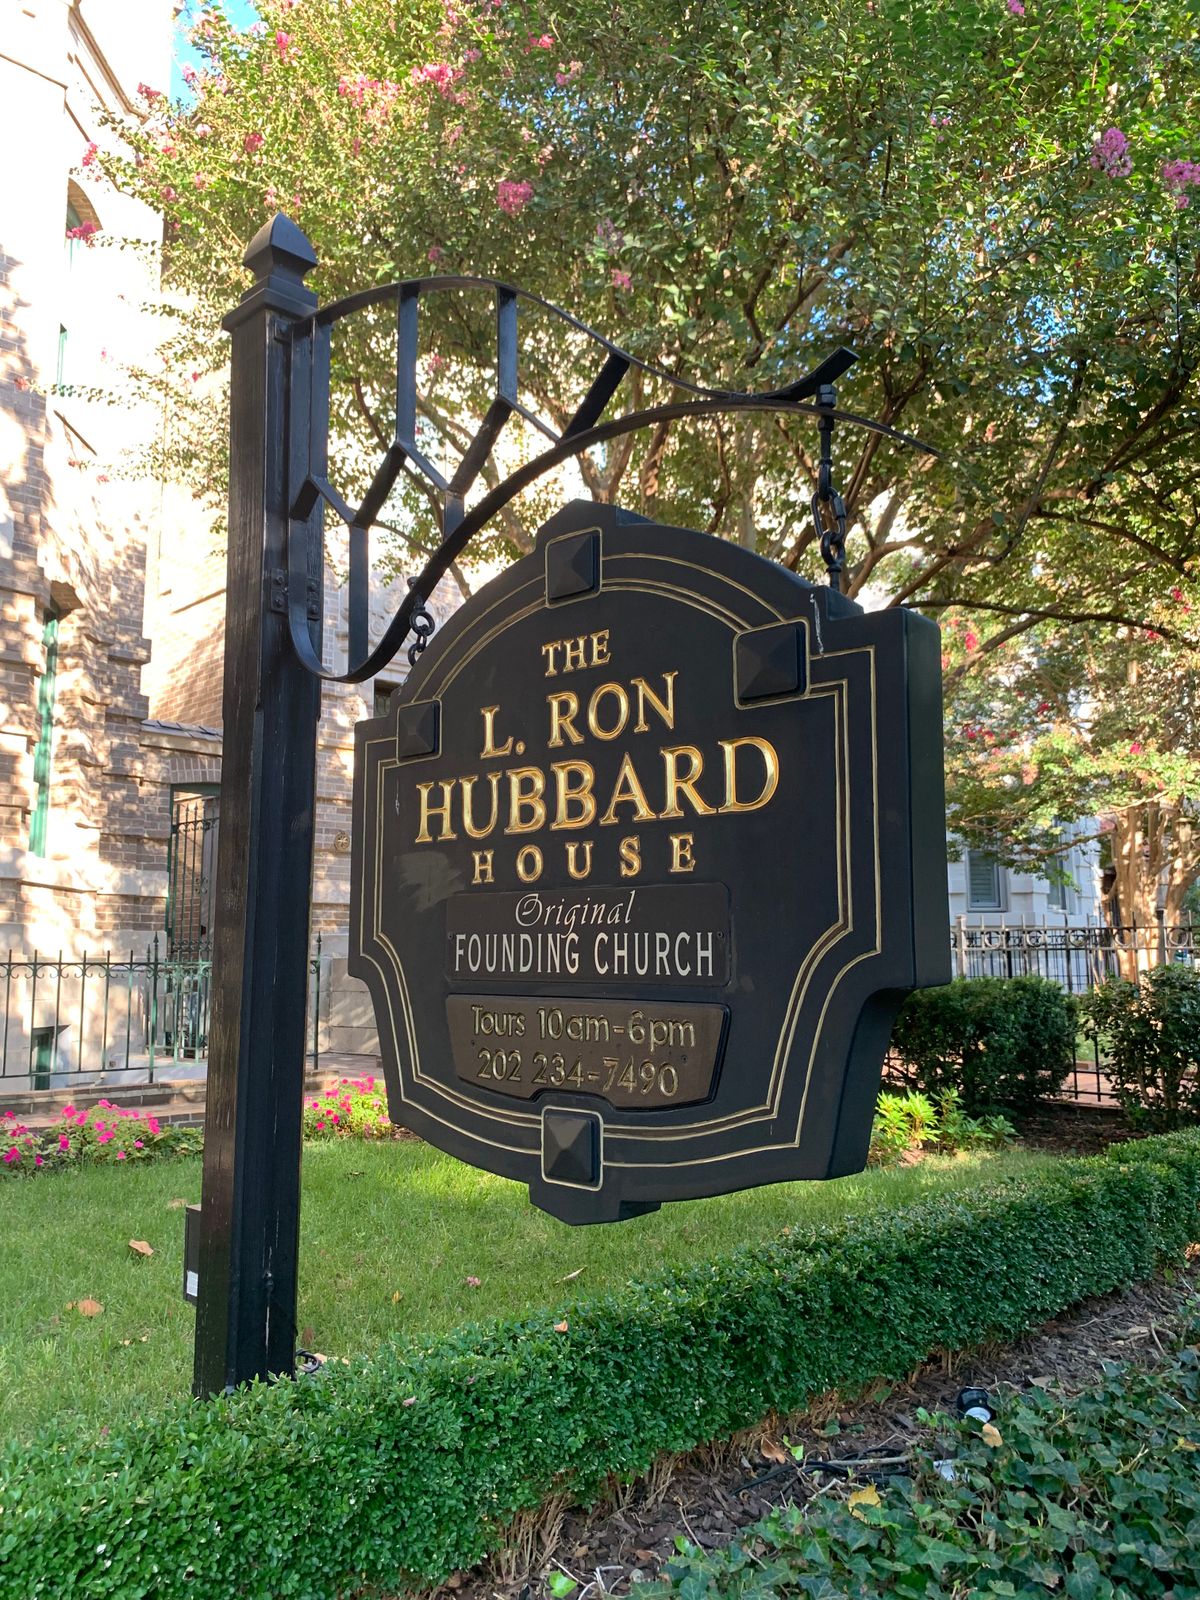 THE
L. RON
HUBBARD
HOUSE
Original
FOUNDING CHURCH
Tours 10am-6pm
202 234-7490